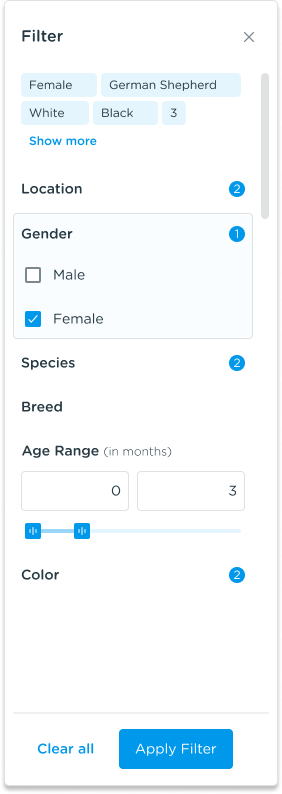 Filter
Female German Shepherd
White Black 3
Show more
Location 2
Gender 1
Male
Female
Species 2
Breed
Age Range (in months)
0 3
Color 2
Clear all Apply Filter